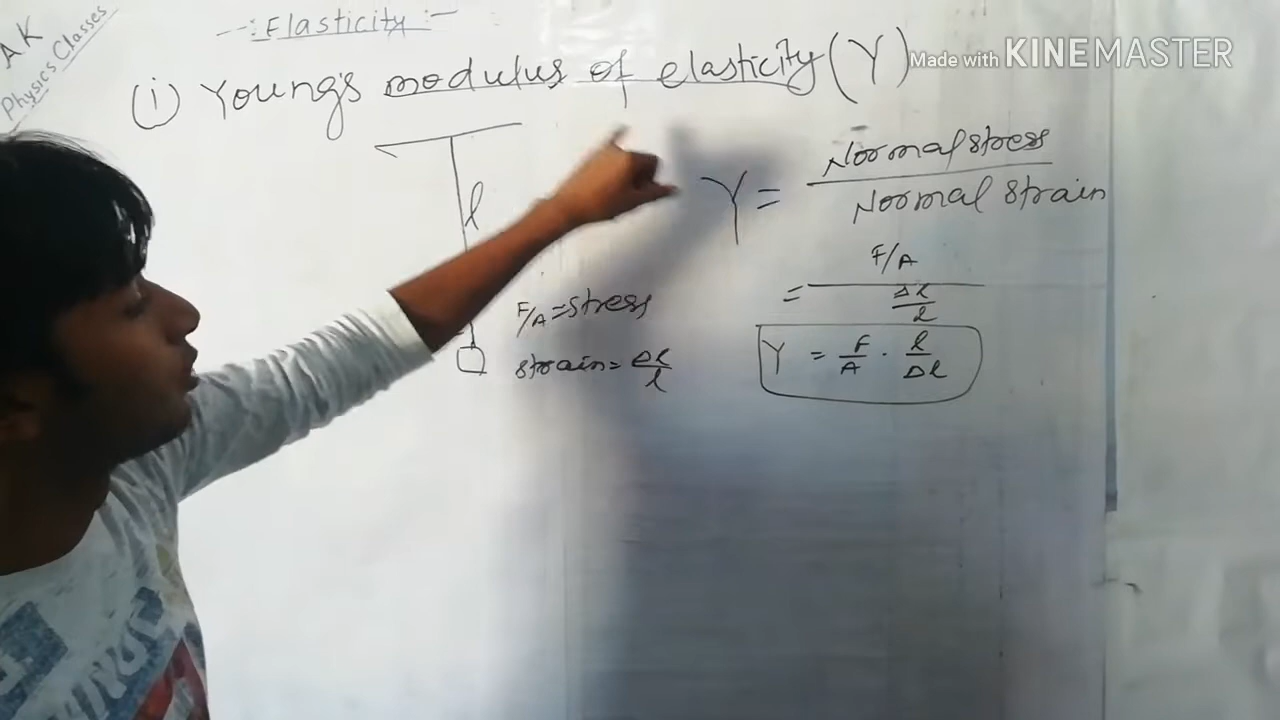 AK
Physics Classes
-:- Elasticity -:-
(i) Young's modulus of elasticity (Y)
Made with KINEMASTER
l
Y = Normal stress / Normal strain
= F/A / Δl/l
F/A = stress
strain = Δl/l
Y = F/A · l/Δl